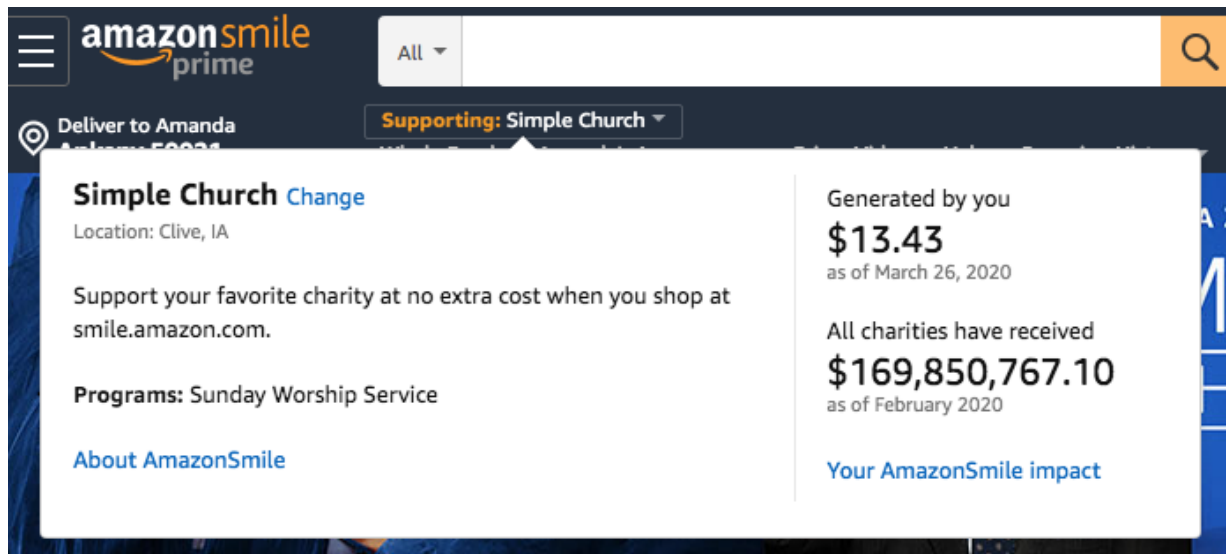 amazonsmile
prime
All
Deliver to Amanda
Supporting: Simple Church
Simple Church Change
Location: Clive, IA
Support your favorite charity at no extra cost when you shop at
smile.amazon.com.
Programs: Sunday Worship Service
About AmazonSmile
Generated by you
$13.43
as of March 26, 2020
All charities have received
$169,850,767.10
as of February 2020
Your AmazonSmile impact